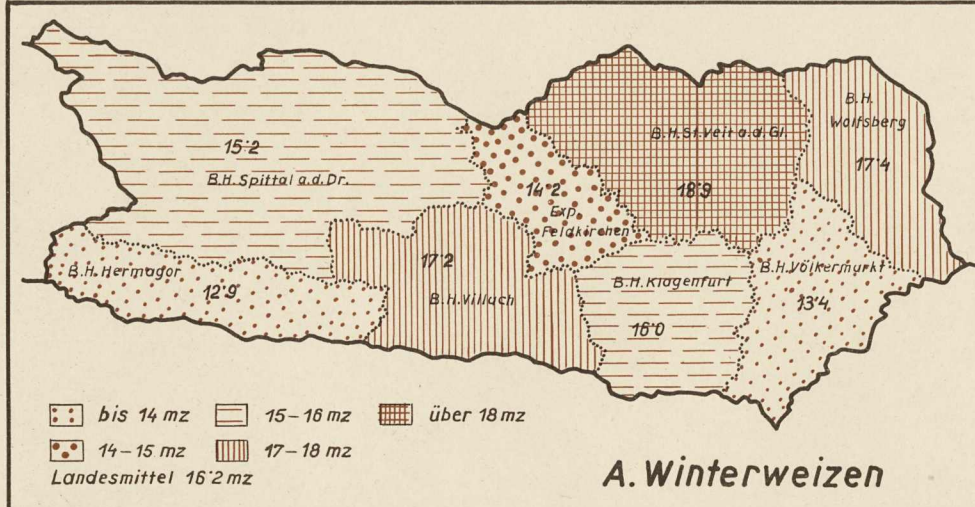 15·2
B.H. Spittal a.d. Dr.
B.H. Hermagor
12·9
17·2
B.H. Villach
14·2
Exp.
Feldkirchen
B.H. St. Veit a.d. Gl.
18·9
B.H.
Wolfsberg
17·4
B.H. Klagenfurt
16·0
B.H. Völkermarkt
13·4
bis 14 mz
15–16 mz
über 18 mz
14–15 mz
17–18 mz
Landesmittel 16·2 mz
A. Winterweizen